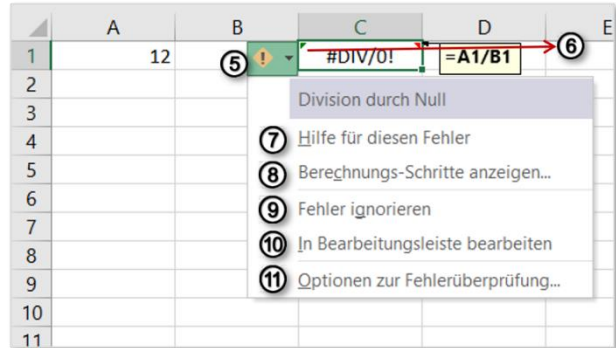 A B C D E
1 12 ⑤ #DIV/0! =A1/B1 ⑥
2 Division durch Null
3
4 ⑦ Hilfe für diesen Fehler
5 ⑧ Berechnungs-Schritte anzeigen...
6
7 ⑨ Fehler ignorieren
8 ⑩ In Bearbeitungsleiste bearbeiten
9 ⑪ Optionen zur Fehlerüberprüfung...
10
11